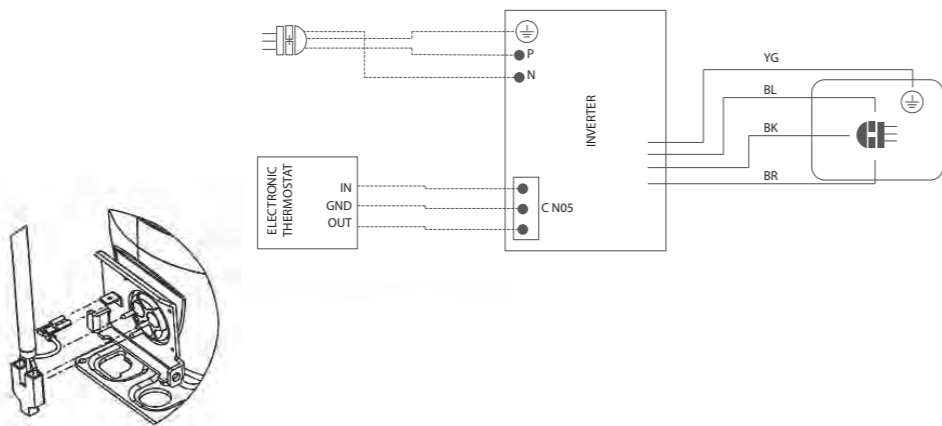 P
N
INVERTER
YG
BL
BK
BR
ELECTRONIC
THERMOSTAT
IN
GND
OUT
C N05